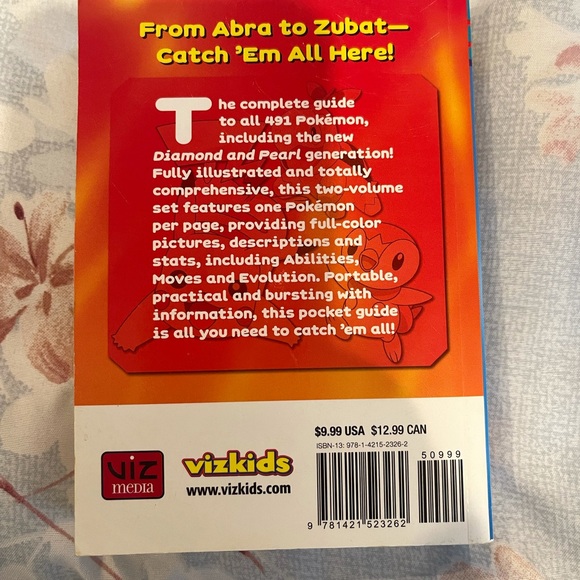 From Abra to Zubat—
Catch 'Em All Here!
The complete guide
to all 491 Pokémon,
including the new
Diamond and Pearl generation!
Fully illustrated and totally
comprehensive, this two-volume
set features one Pokémon
per page, providing full-color
pictures, descriptions and
stats, including Abilities,
Moves and Evolution. Portable,
practical and bursting with
information, this pocket guide
is all you need to catch 'em all!
$9.99 USA $12.99 CAN
ISBN-13: 978-1-4215-2326-2
50999
viz
media
vizkids
www.vizkids.com
9 781421 523262